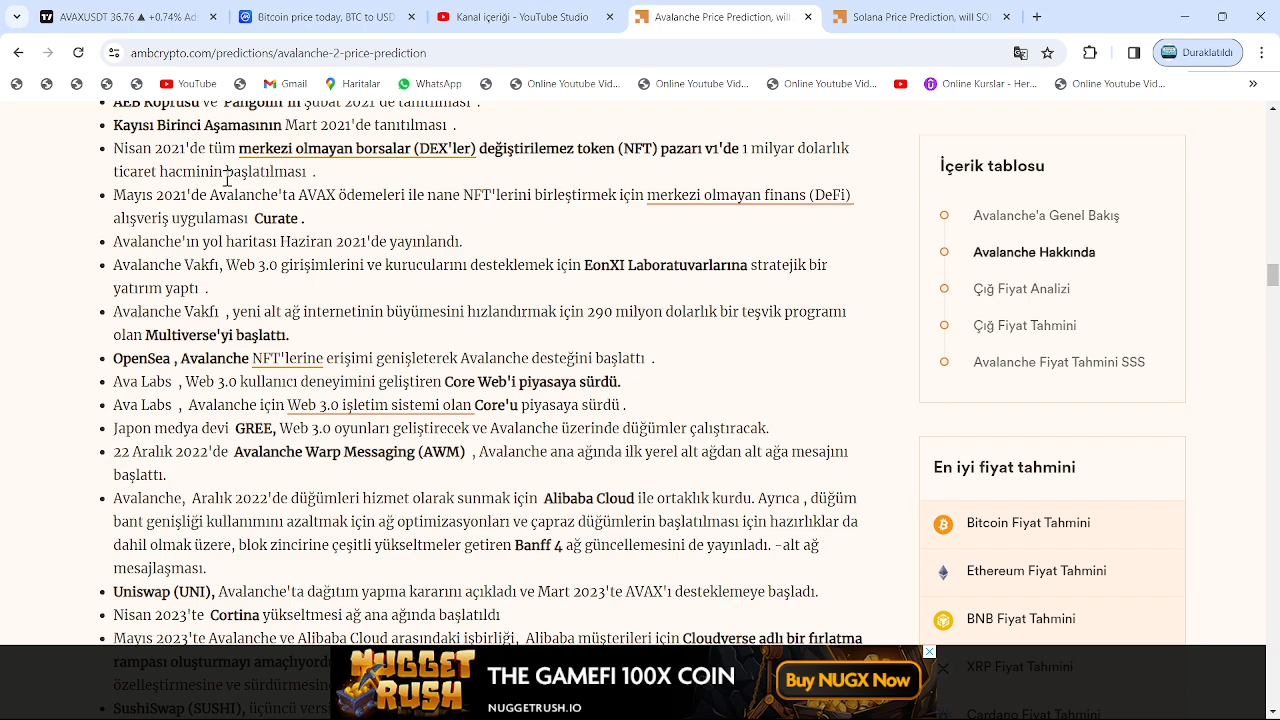 AVAXUSDT 36.5 ▲ +0.74% Ad
Bitcoin
Kanal içeriği - YouTube Studio
Avalanche Price Prediction, will
Solana Price Prediction
ambcrypto.com/predictions/avalanche-2-price-prediction
Duraklatıldı
YouTube
Gmail
Haritalar
WhatsApp
Online Youtube Vid...
Online Youtube Vid...
Online Youtube Vid...
Online Kurslar - Her...
Online Youtube Vid...
AEB Köprüsü ve Pangolin'in Şubat 2021'de tanıtılması .
Kayısı Birinci Aşamasının Mart 2021'de tanıtılması .
Nisan 2021'de tüm merkezi olmayan borsalar (DEX'ler) değiştirilemez token (NFT) pazarı v1'de 1 milyar dolarlık
ticaret hacminin başlatılması .
Mayıs 2021'de Avalanche'ta AVAX ödemeleri ile nane NFT'lerini birleştirmek için merkezi olmayan finans (DeFi)
alışveriş uygulaması Curate .
Avalanche'ın yol haritası Haziran 2021'de yayınlandı.
Avalanche Vakfı, Web 3.0 girişimlerini ve kurucularını desteklemek için EonXI Laboratuvarlarına stratejik bir
yatırım yaptı .
Avalanche Vakfı , yeni alt ağ internetinin büyümesini hızlandırmak için 290 milyon dolarlık bir teşvik programı
olan Multiverse'yi başlattı.
OpenSea , Avalanche NFT'lerine erişimi genişleterek Avalanche desteğini başlattı .
Ava Labs , Web 3.0 kullanıcı deneyimini geliştiren Core Web'i piyasaya sürdü.
Ava Labs , Avalanche için Web 3.0 işletim sistemi olan Core'u piyasaya sürdü .
Japon medya devi GREE, Web 3.0 oyunları geliştirecek ve Avalanche üzerinde düğümler çalıştıracak.
22 Aralık 2022'de Avalanche Warp Messaging (AWM) , Avalanche ana ağında ilk yerel alt ağdan alt ağa mesajını
başlattı.
Avalanche, Aralık 2022'de düğümleri hizmet olarak sunmak için Alibaba Cloud ile ortaklık kurdu. Ayrıca , düğüm
bant genişliği kullanımını azaltmak için ağ optimizasyonları ve çapraz düğümlerin başlatılması için hazırlıklar da
dahil olmak üzere, blok zincirine çeşitli yükseltmeler getiren Banff 4 ağ güncellemesini de yayınladı. -alt ağ
mesajlaşması.
Uniswap (UNI), Avalanche'ta dağıtım yapma kararını açıkladı ve Mart 2023'te AVAX'ı desteklemeye başladı.
Nisan 2023'te Cortina yükseltmesi ağ ana ağında başlatıldı
Mayıs 2023'te Avalanche ve Alibaba Cloud arasındaki işbirliği, Alibaba müşterileri için Cloudverse adlı bir fırlatma
rampası oluşturmayı amaçlıyordu
özelleştirmesine ve sürdürmesine
SushiSwap (SUSHI), üçüncü
İçerik tablosu
Avalanche'a Genel Bakış
Avalanche Hakkında
Çığ Fiyat Analizi
Çığ Fiyat Tahmini
Avalanche Fiyat Tahmini SSS
En iyi fiyat tahmini
Bitcoin Fiyat Tahmini
Ethereum Fiyat Tahmini
BNB Fiyat Tahmini
XRP Fiyat Tahmini
Cardano Fiyat Tahmini
NUGGET RUSH
THE GAMEFI 100X COIN
NUGGETRUSH.IO
Buy NUGX Now